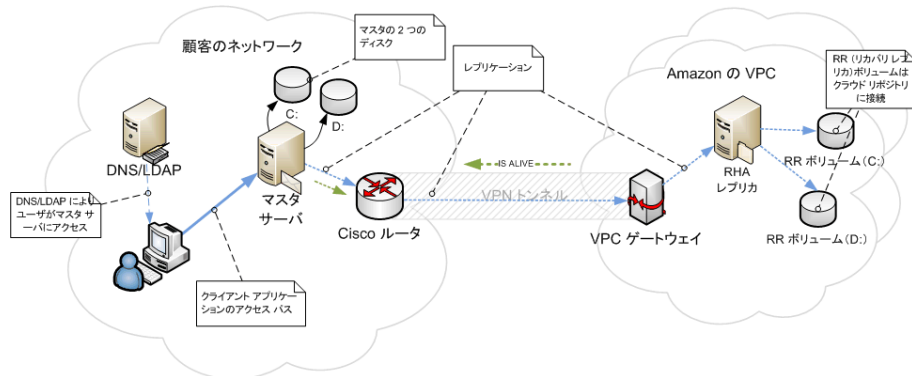 顧客のネットワーク
マスタの 2 つの
ディスク
C:
D:
DNS/LDAP
DNS/LDAP により
ユーザがマスタ サー
バにアクセス
マスタ
サーバ
クライアント アプリケー
ションのアクセス パス
レプリケーション
IS ALIVE
VPN トンネル
Cisco ルータ
VPC ゲートウェイ
Amazon の VPC
RHA
レプリカ
RR (リカバリ レプ
リカ)ボリュームは
クラウド リポジトリ
に接続
RR ボリューム(C:)
RR ボリューム(D:)